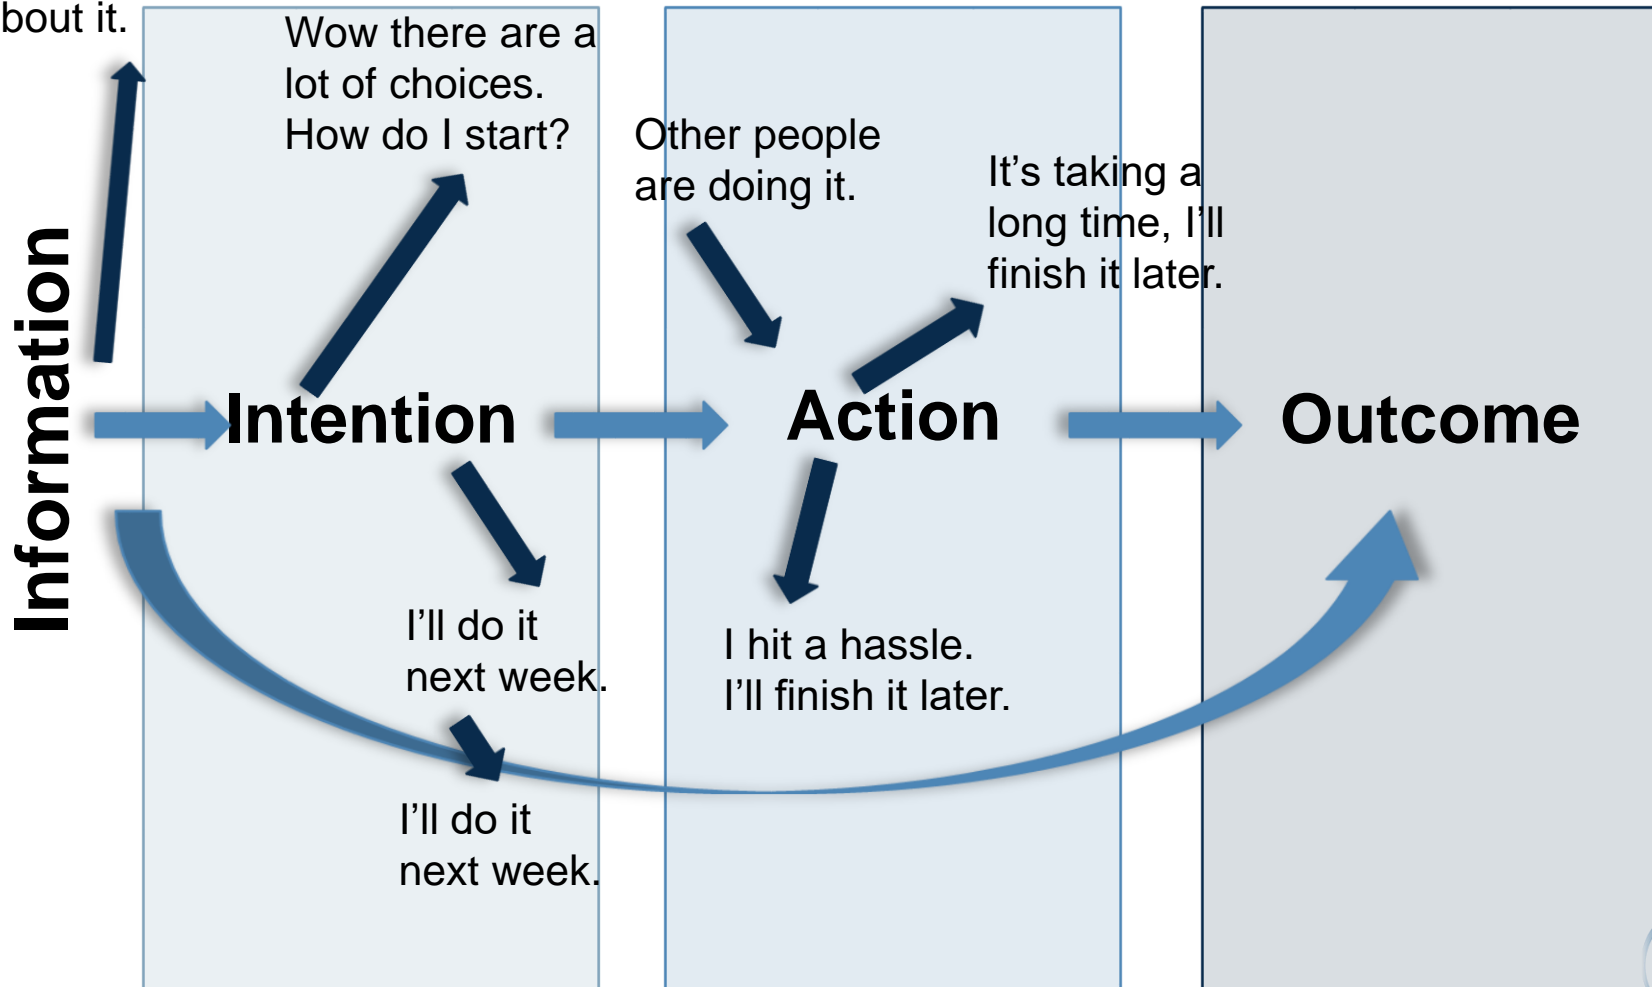 bout it.
Wow there are a
lot of choices.
How do I start?
Other people
are doing it.
It's taking a
long time, I'll
finish it later.
Information
Intention
Action
Outcome
I'll do it
next week.
I hit a hassle.
I'll finish it later.
I'll do it
next week.